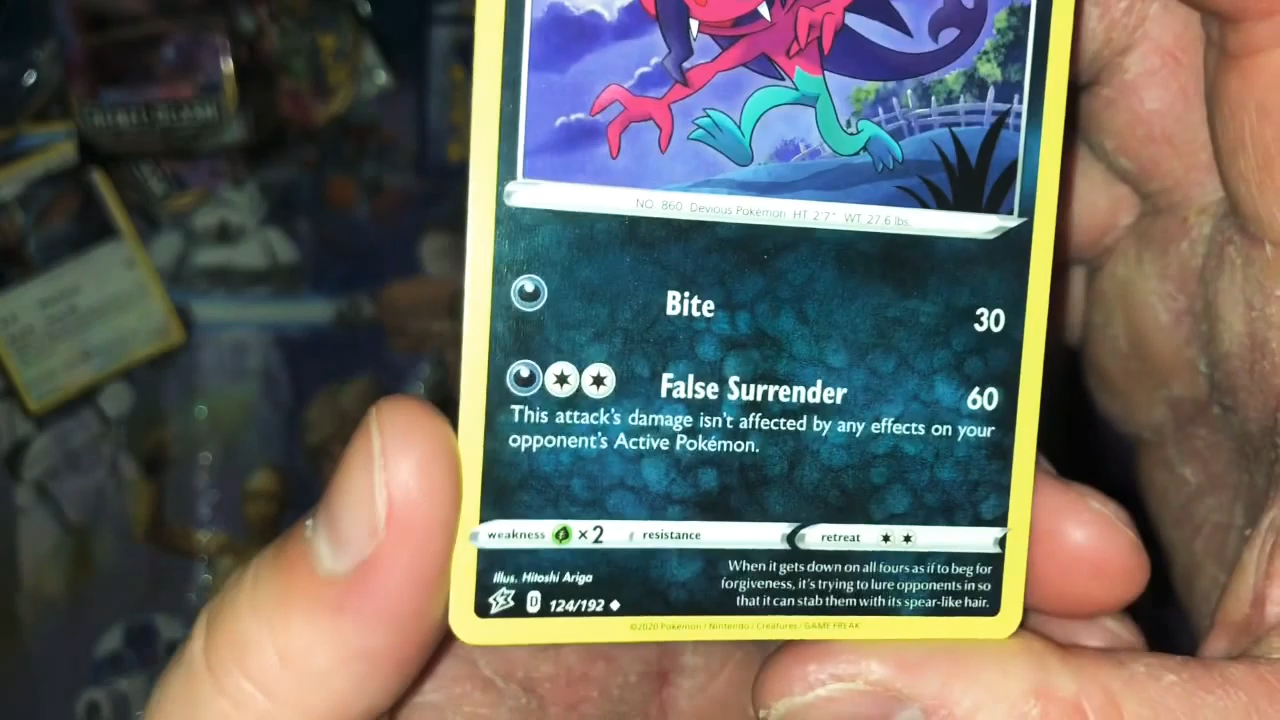 REBEL CLASH
NO. 860 Devious Pokémon HT 2'7" WT 27.6 lbs.
Bite 30
False Surrender 60
This attack's damage isn't affected by any effects on your
opponent's Active Pokémon.
weakness ×2 resistance retreat
When it gets down on all fours as if to beg for
forgiveness, it's trying to lure opponents in so
that it can stab them with its spear-like hair.
Illus. Hitoshi Ariga
D 124/192
©2020 Pokémon / Nintendo / Creatures / GAME FREAK